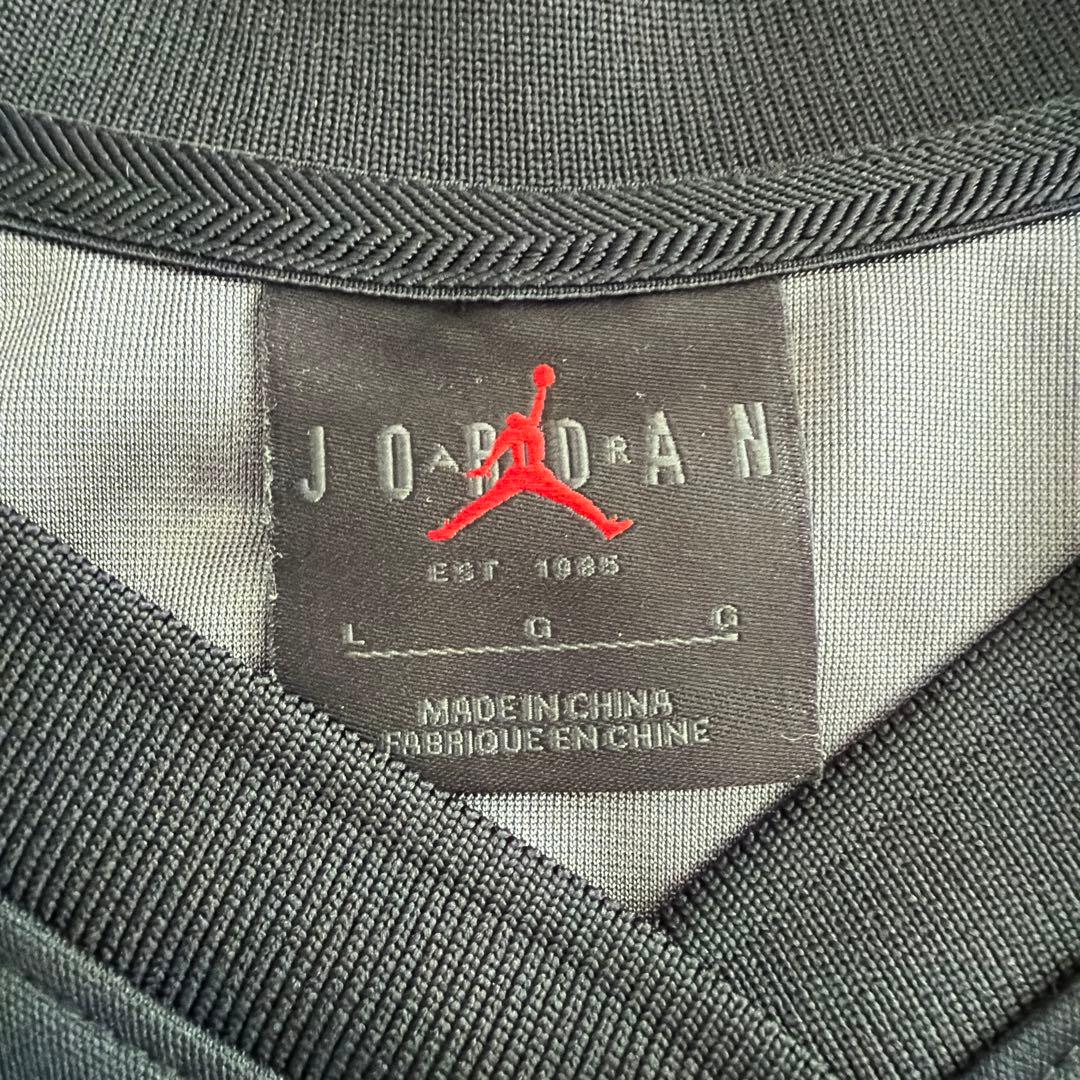 JORDAN
A R
EST 1985
L G G
MADE IN CHINA
FABRIQUE EN CHINE